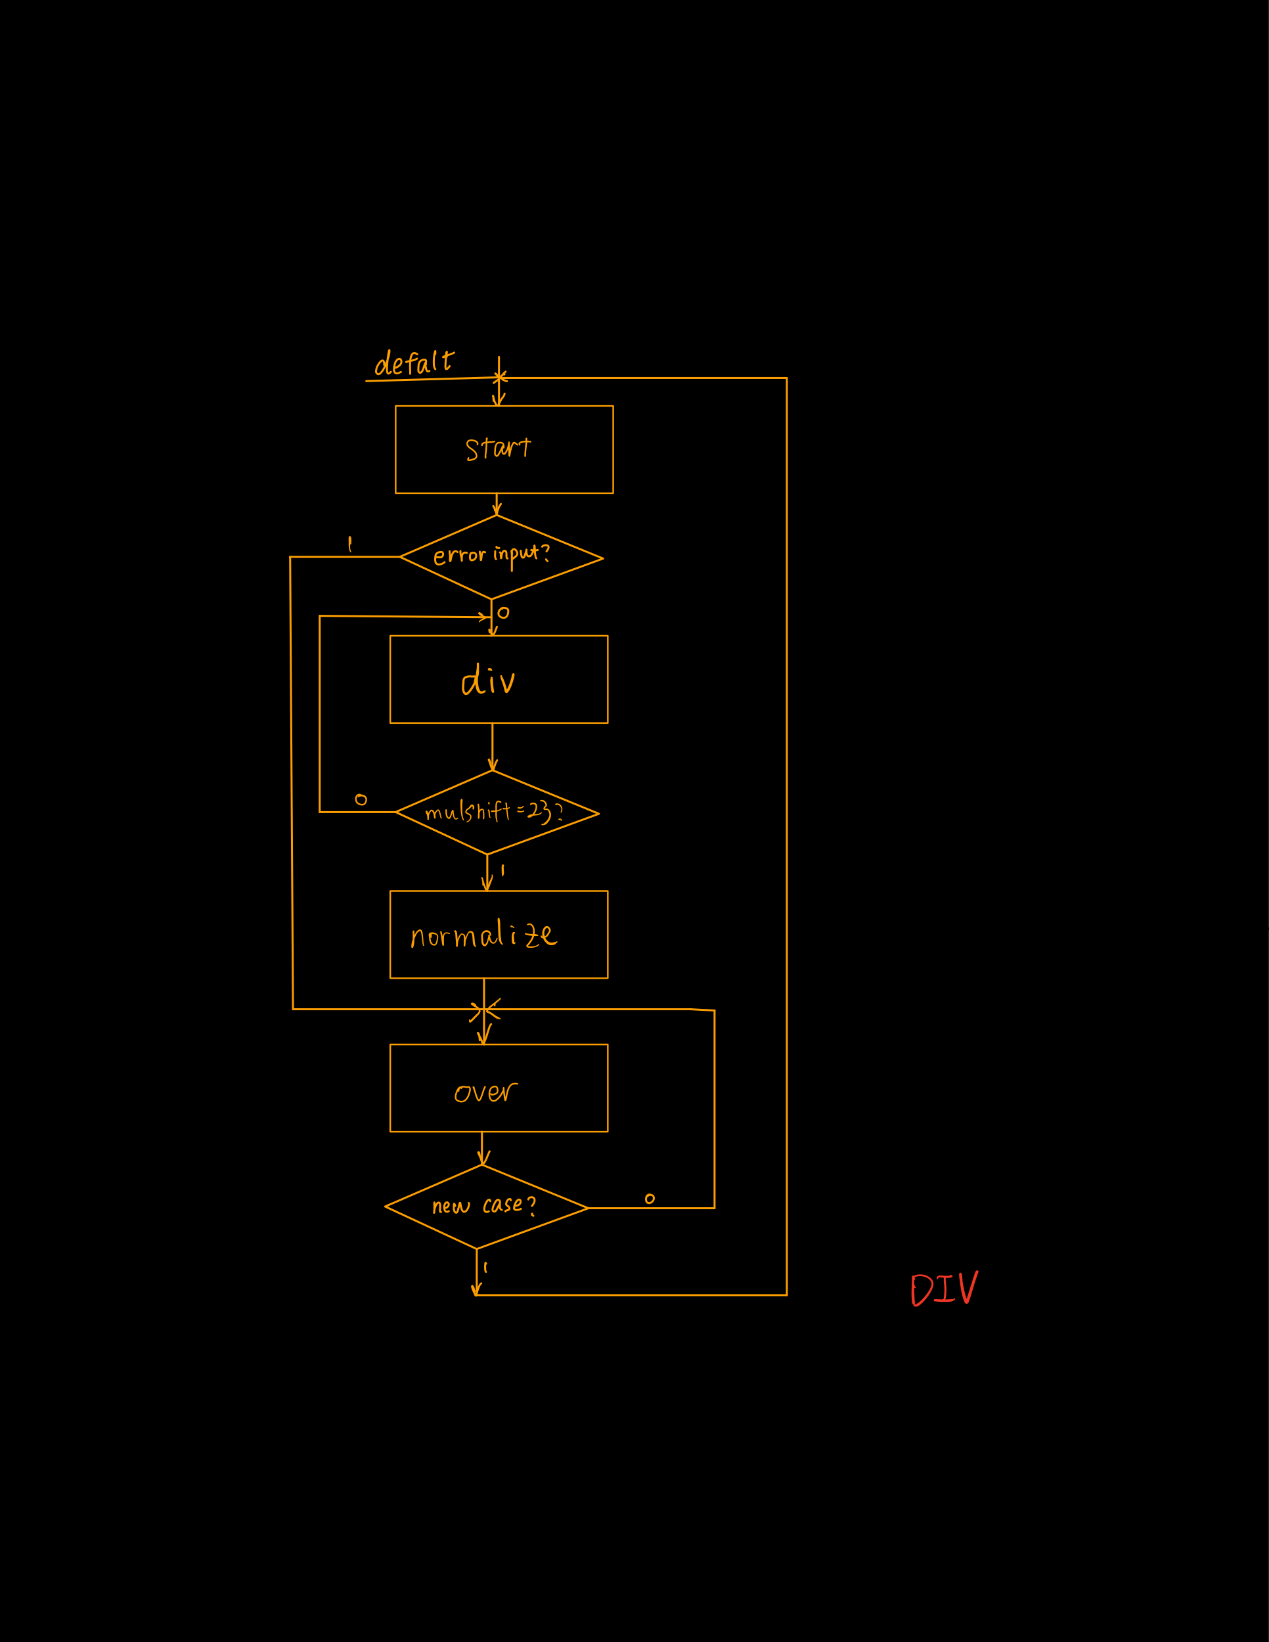 defalt
start
error input?
1
0
div
mulshift=23?
0
1
normalize
over
new case?
0
1
DIV